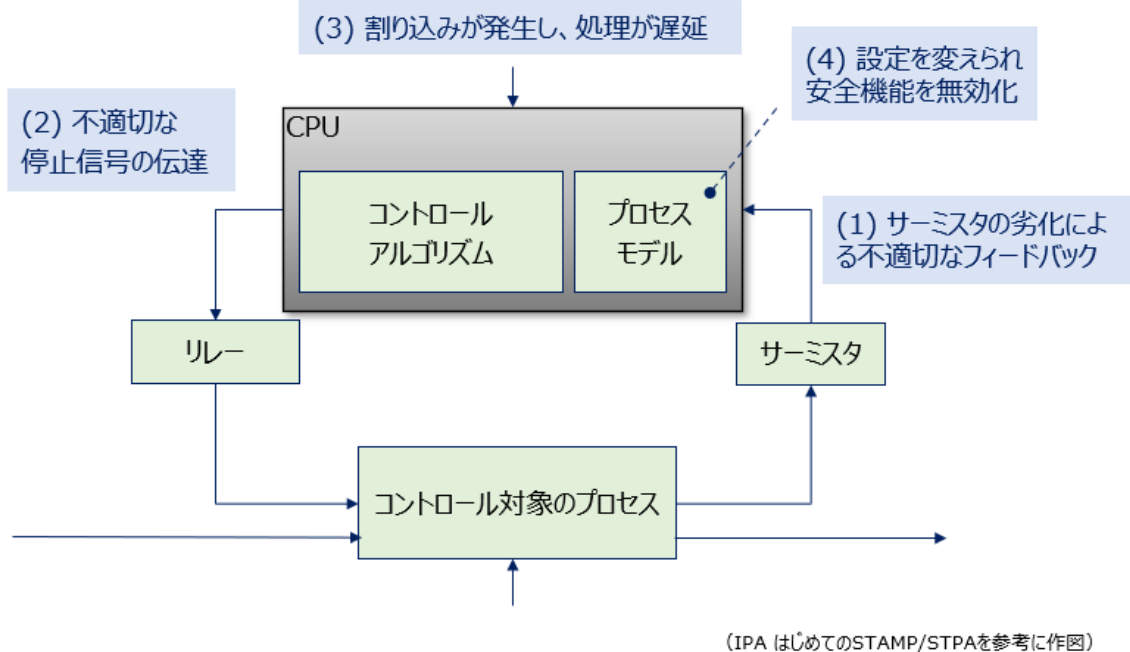 (3) 割り込みが発生し、処理が遅延
(4) 設定を変えられ
安全機能を無効化
(2) 不適切な
停止信号の伝達
CPU
コントロール
アルゴリズム
プロセス
モデル
(1) サーミスタの劣化によ
る不適切なフィードバック
リレー
サーミスタ
コントロール対象のプロセス
(IPA はじめてのSTAMP/STPAを参考に作図)